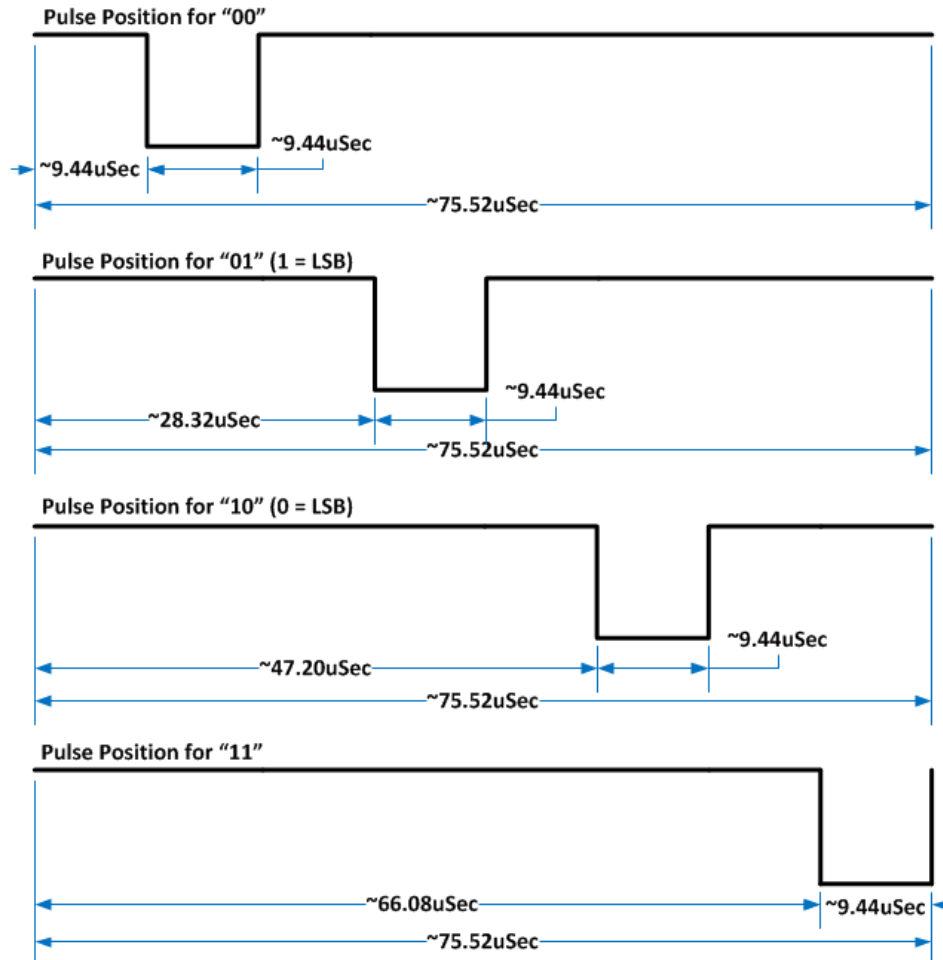 Pulse Position for “00”
~9.44uSec
~9.44uSec
~75.52uSec
Pulse Position for “01” (1 = LSB)
~9.44uSec
~28.32uSec
~75.52uSec
Pulse Position for “10” (0 = LSB)
~9.44uSec
~47.20uSec
~75.52uSec
Pulse Position for “11”
~66.08uSec
~9.44uSec
~75.52uSec